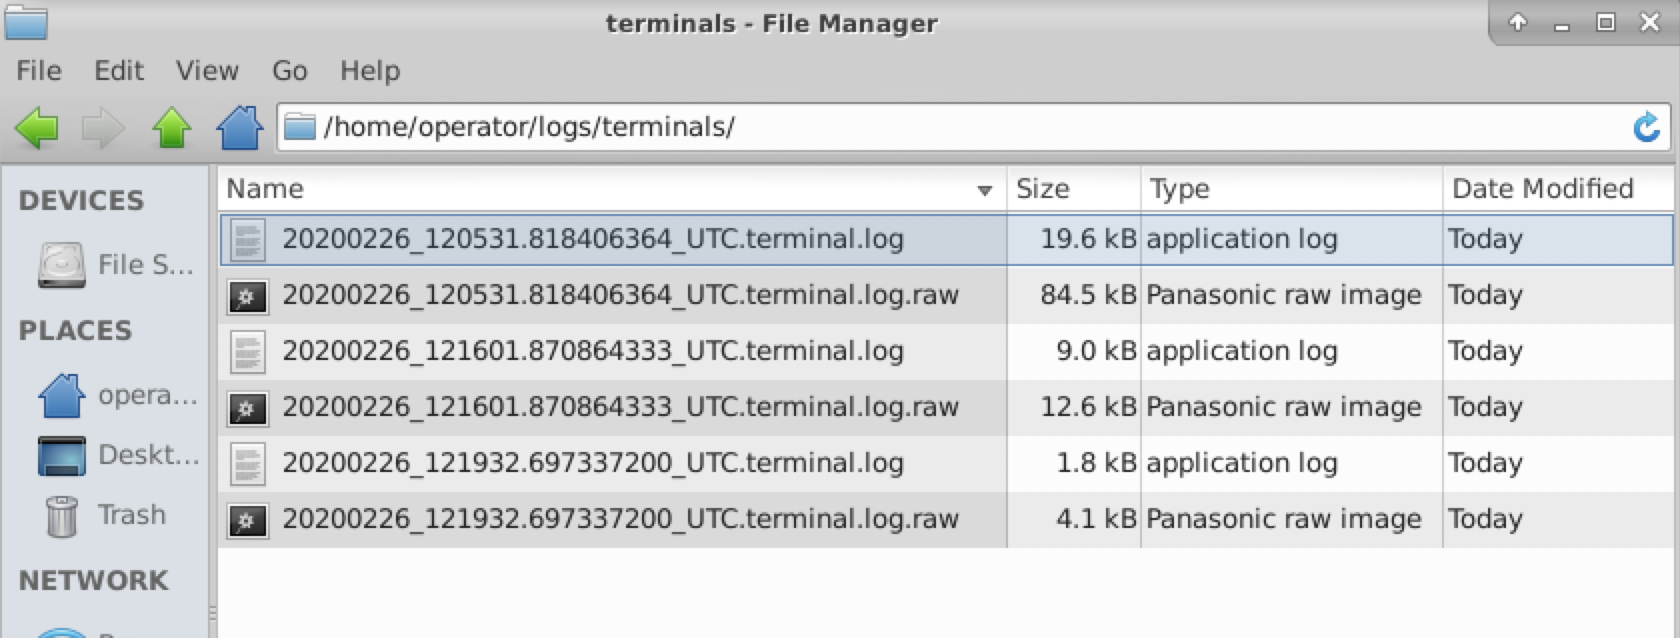 terminals - File Manager
File Edit View Go Help
/home/operator/logs/terminals/
DEVICES
File S...
PLACES
opera...
Deskt...
Trash
NETWORK
Name Size Type Date Modified
20200226_120531.818406364_UTC.terminal.log 19.6 kB application log Today
20200226_120531.818406364_UTC.terminal.log.raw 84.5 kB Panasonic raw image Today
20200226_121601.870864333_UTC.terminal.log 9.0 kB application log Today
20200226_121601.870864333_UTC.terminal.log.raw 12.6 kB Panasonic raw image Today
20200226_121932.697337200_UTC.terminal.log 1.8 kB application log Today
20200226_121932.697337200_UTC.terminal.log.raw 4.1 kB Panasonic raw image Today